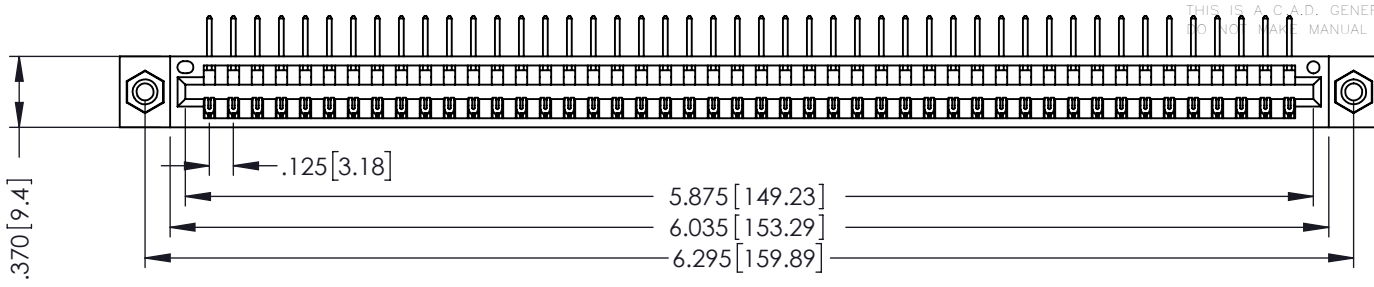 THIS IS A C.A.D. GENER
DO NOT MAKE MANUAL
.125[3.18]
5.875[149.23]
6.035[153.29]
6.295[159.89]
.370[9.4]